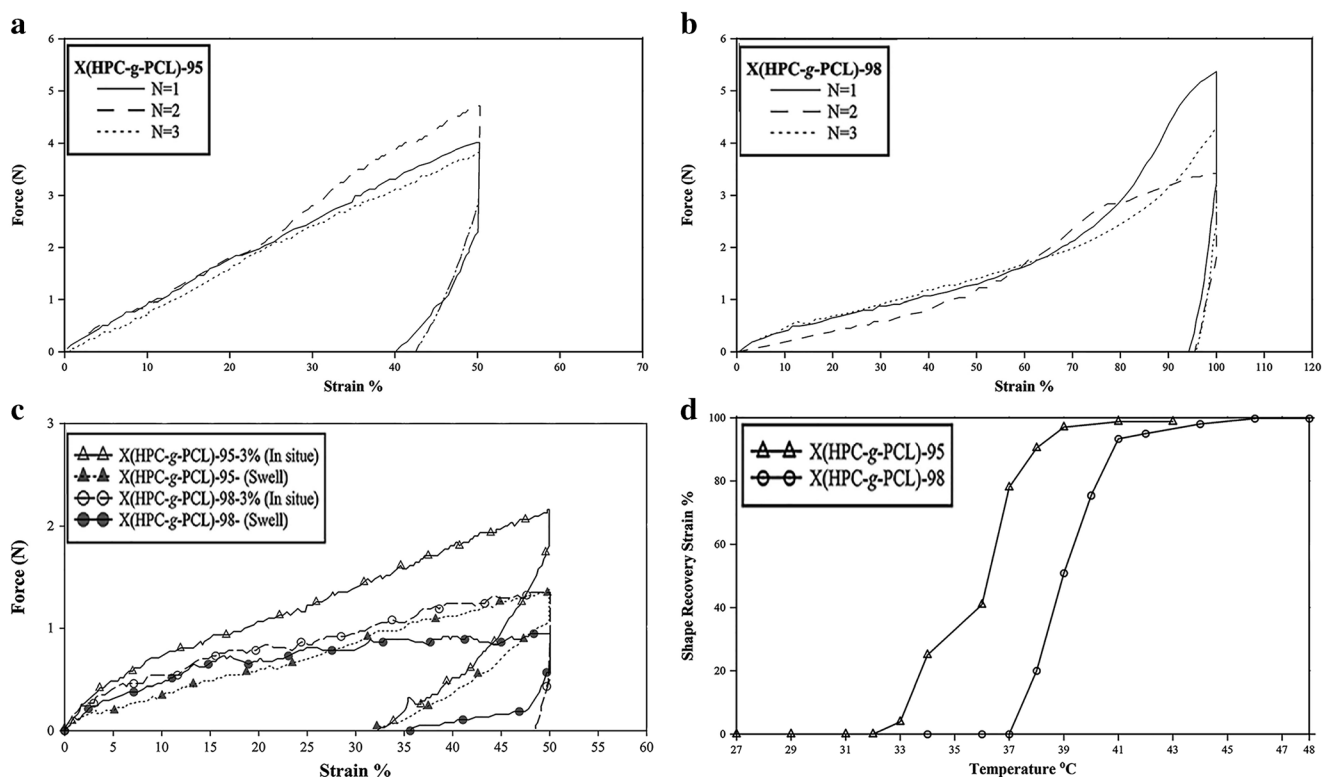 a
6
5
4
3
2
1
0
Force (N)
X(HPC-g-PCL)-95
N=1
N=2
N=3
0 10 20 30 40 50 60 70
Strain %
b
6
5
4
3
2
1
0
Force (N)
X(HPC-g-PCL)-98
N=1
N=2
N=3
0 10 20 30 40 50 60 70 80 90 100 110 120
Strain %
c
3
2
1
0
Force (N)
X(HPC-g-PCL)-95-3% (In situe)
X(HPC-g-PCL)-95- (Swell)
X(HPC-g-PCL)-98-3% (In situe)
X(HPC-g-PCL)-98- (Swell)
0 5 10 15 20 25 30 35 40 45 50 60
Strain %
d
100
80
60
40
20
0
Shape Recovery Strain %
X(HPC-g-PCL)-95
X(HPC-g-PCL)-98
27 29 31 33 35 37 39 41 43 45 47 48
Temperature °C